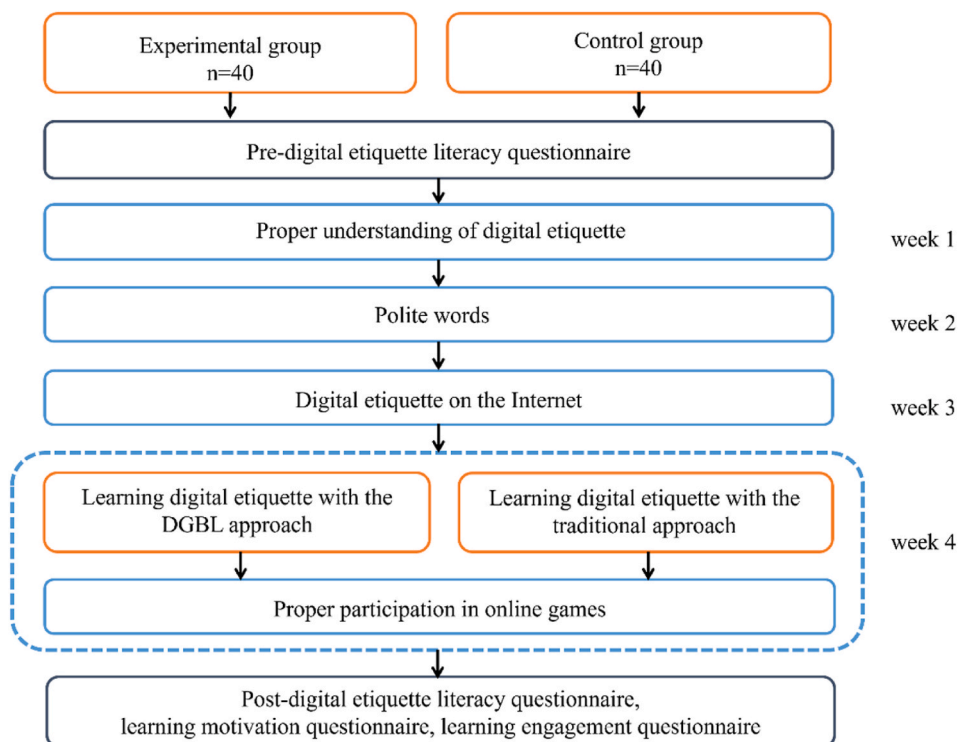 Experimental group
n=40
Control group
n=40
Pre-digital etiquette literacy questionnaire
Proper understanding of digital etiquette
week 1
Polite words
week 2
Digital etiquette on the Internet
week 3
Learning digital etiquette with the
DGBL approach
Learning digital etiquette with the
traditional approach
week 4
Proper participation in online games
Post-digital etiquette literacy questionnaire,
learning motivation questionnaire, learning engagement questionnaire